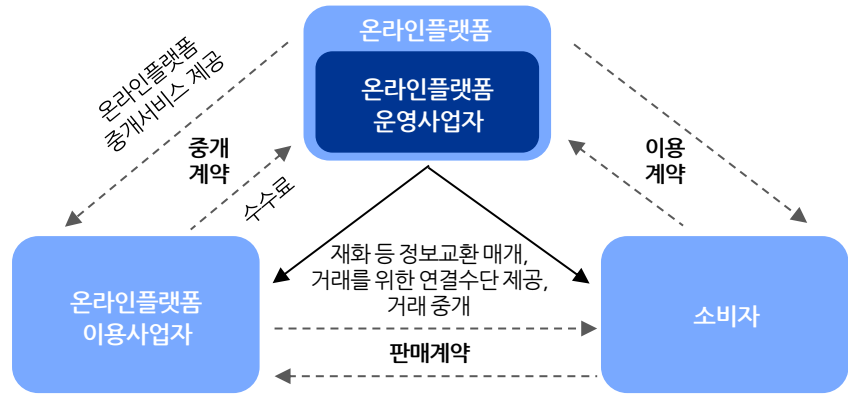 온라인플랫폼
온라인플랫폼
운영사업자
온라인플랫폼
중개서비스 제공
중개
계약
수수료
이용
계약
재화 등 정보교환 매개,
거래를 위한 연결수단 제공,
거래 중개
온라인플랫폼
이용사업자
소비자
판매계약